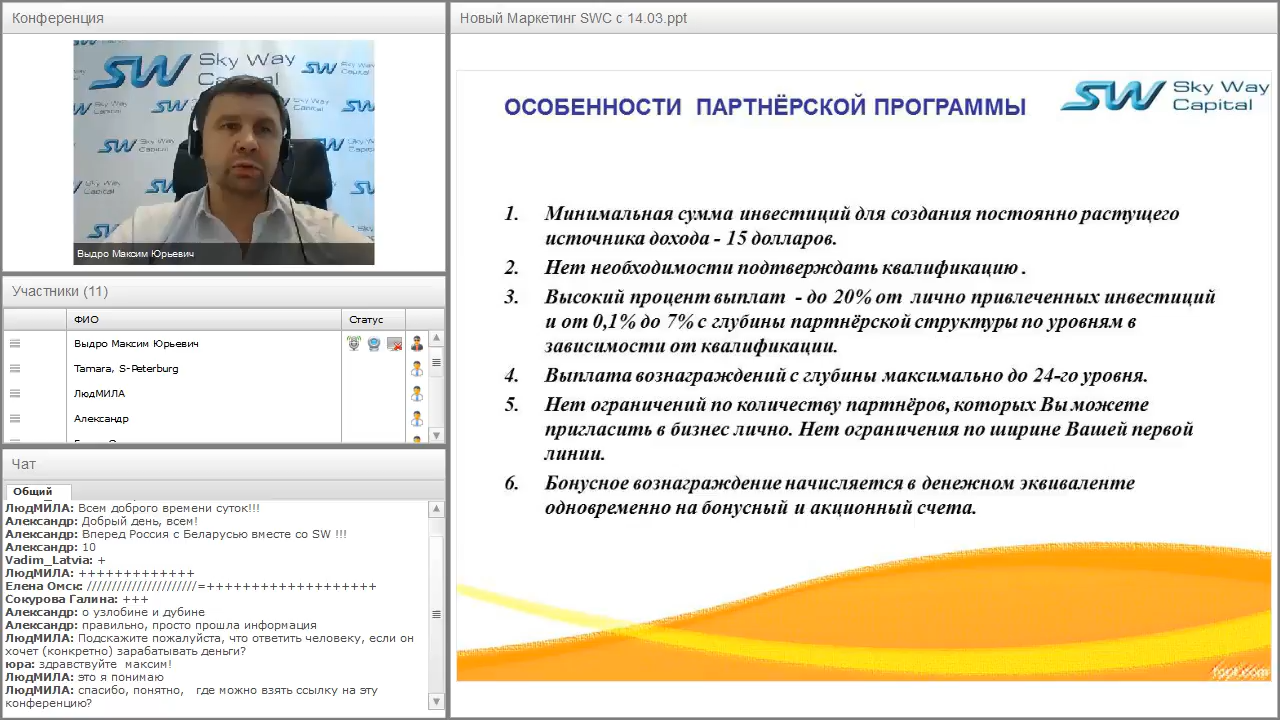 Конференция
SW Sky Way Capital
Выдро Максим Юрьевич
Участники (11)
ФИО
Статус
Выдро Максим Юрьевич
Tamara, S-Peterburg
ЛюдМИЛА
Александр
Чат
Общий
ЛюдМИЛА: Всем доброго времени суток!!!
Александр: Добрый день, всем!
Александр: Вперед Россия с Беларусью вместе со SW !!!
Александр: 10
Vadim_Latvia: +
ЛюдМИЛА: +++++++++++++
Елена Омск: //////////////////////=+++++++++++++++++++
Сокурова Галина: +++
Александр: о узлобине и дубине
Александр: правильно, просто прошла информация
ЛюдМИЛА: Подскажите пожалуйста, что ответить человеку, если он
хочет (конкретно) зарабатывать деньги?
юра: здравствуйте максим!
ЛюдМИЛА: это я понимаю
ЛюдМИЛА: спасибо, понятно, где можно взять ссылку на эту
конференцию?
Новый Маркетинг SWC с 14.03.ppt
ОСОБЕННОСТИ ПАРТНЁРСКОЙ ПРОГРАММЫ
SW Sky Way
Capital
1. Минимальная сумма инвестиций для создания постоянно растущего
источника дохода - 15 долларов.
2. Нет необходимости подтверждать квалификацию .
3. Высокий процент выплат - до 20% от лично привлеченных инвестиций
и от 0,1% до 7% с глубины партнёрской структуры по уровням в
зависимости от квалификации.
4. Выплата вознаграждений с глубины максимально до 24-го уровня.
5. Нет ограничений по количеству партнёров, которых Вы можете
пригласить в бизнес лично. Нет ограничения по ширине Вашей первой
линии.
6. Бонусное вознаграждение начисляется в денежном эквиваленте
одновременно на бонусный и акционный счета.